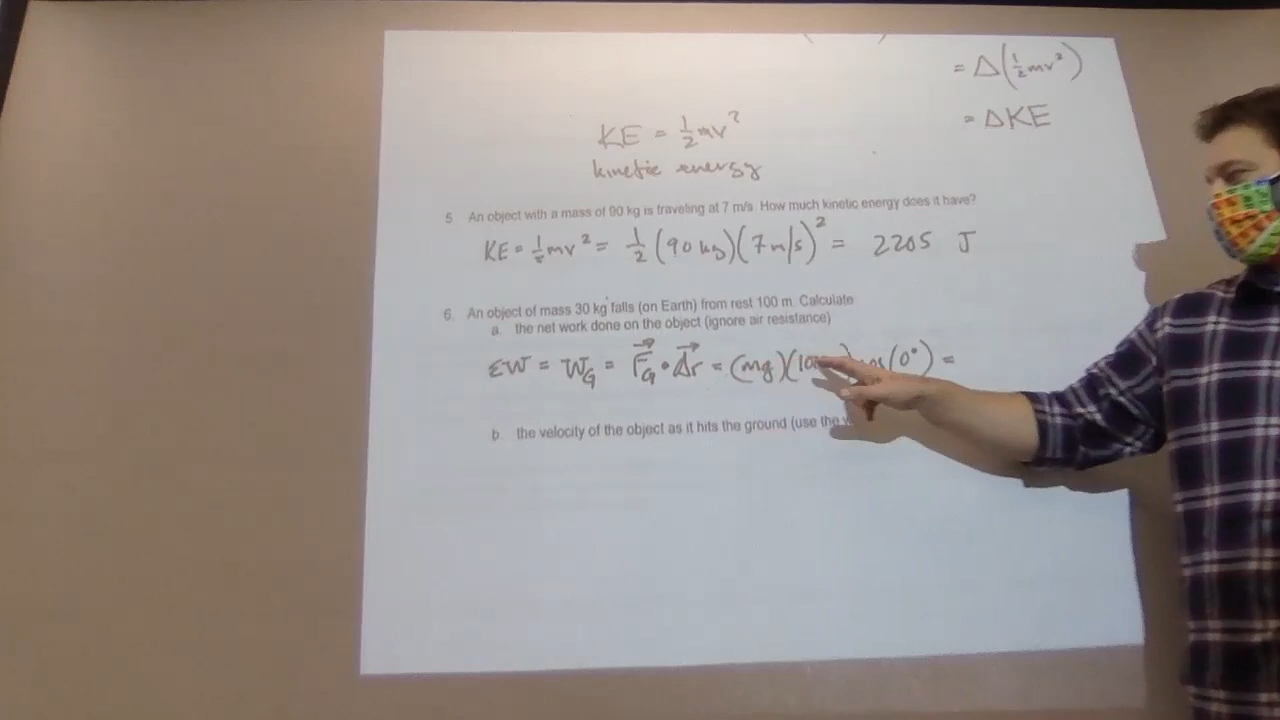 = Δ(½mv²)
KE = ½mv²
= ΔKE
kinetic energy
5 An object with a mass of 90 kg is traveling at 7 m/s. How much kinetic energy does it have?
KE = ½mv² = ½(90 kg)(7 m/s)² = 2205 J
6. An object of mass 30 kg falls (on Earth) from rest 100 m. Calculate
a. the net work done on the object (ignore air resistance)
ΣW = W_G = F⃗_G • Δr⃗ = (mg)(10 (0°) =
b. the velocity of the object as it hits the ground (use the